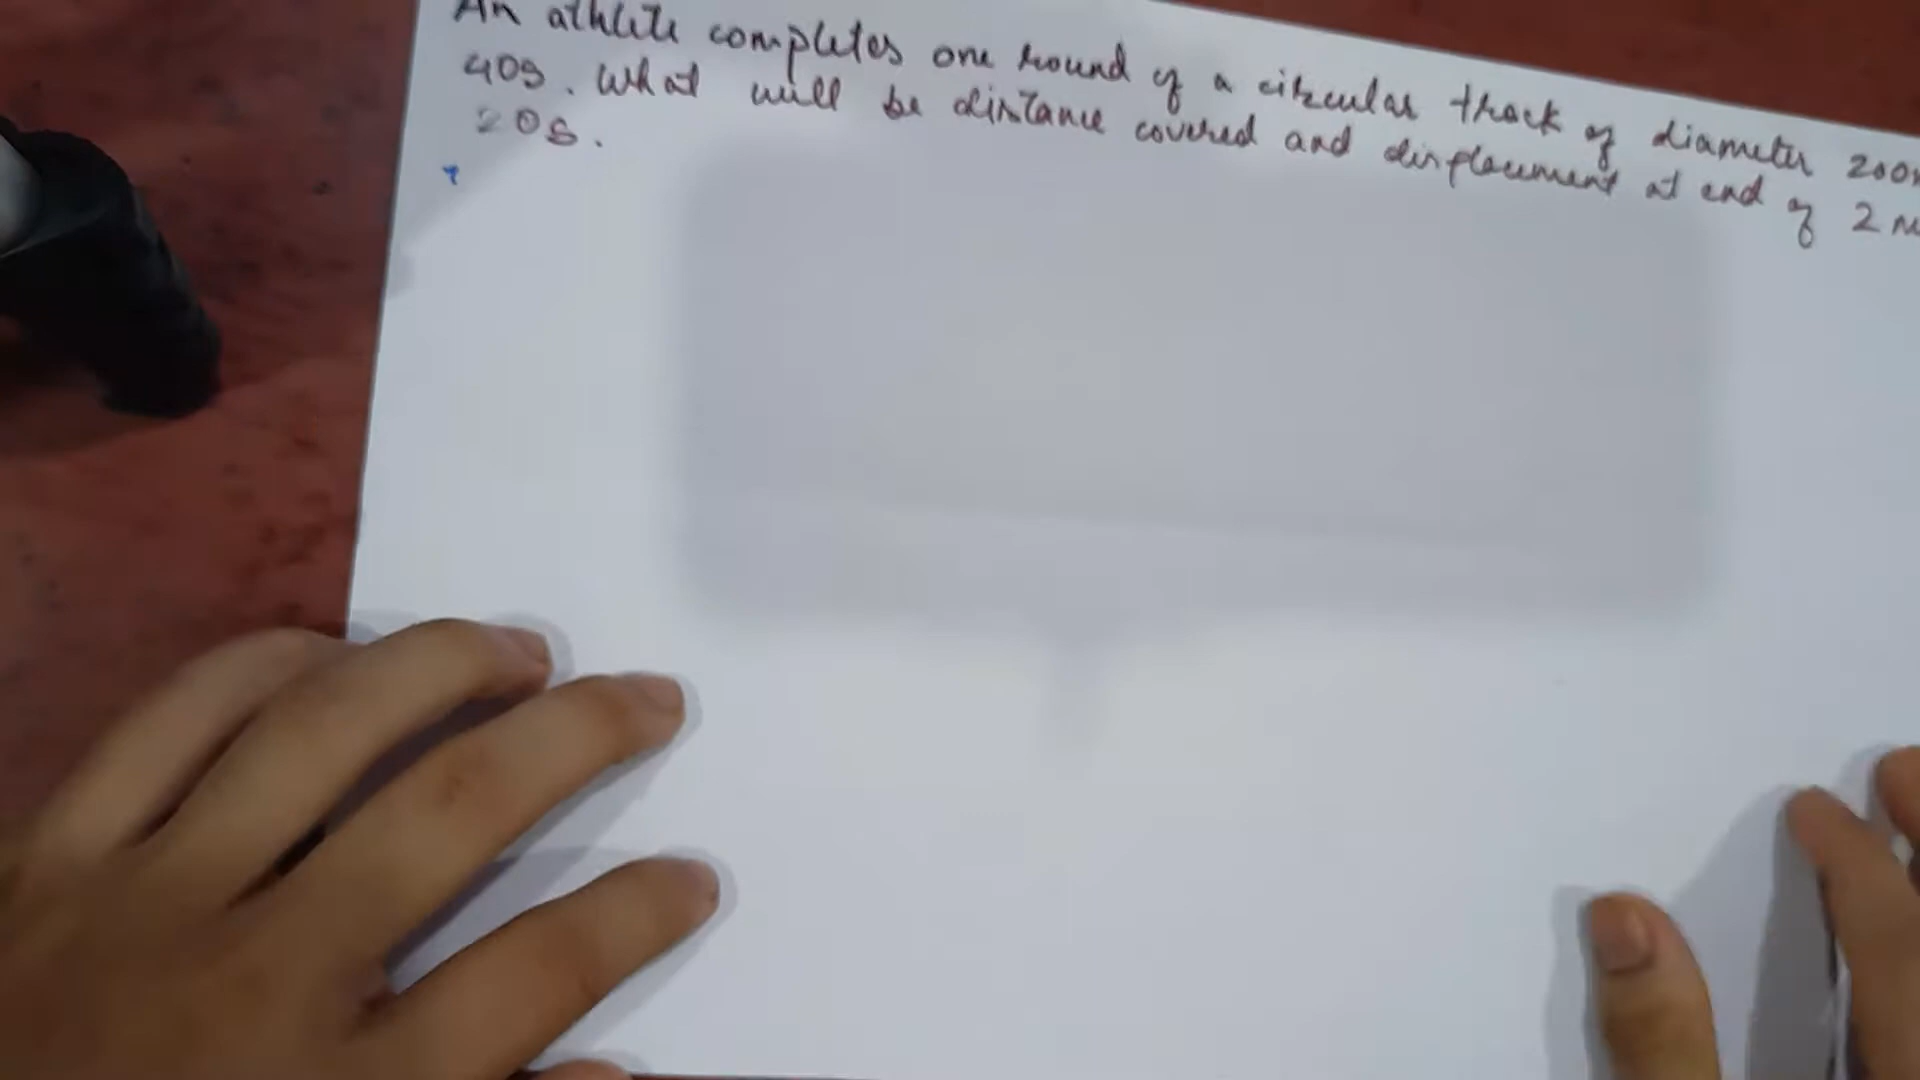 An athlete completes one round of a circular track of diameter 200
40s. What will be distance covered and displacement at end of 2
20s.